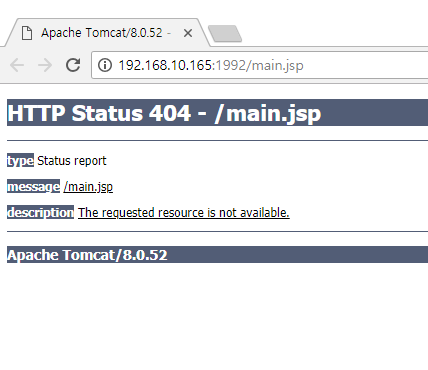 Apache Tomcat/8.0.52 -
192.168.10.165:1992/main.jsp
HTTP Status 404 - /main.jsp
type Status report
message /main.jsp
description The requested resource is not available.
Apache Tomcat/8.0.52